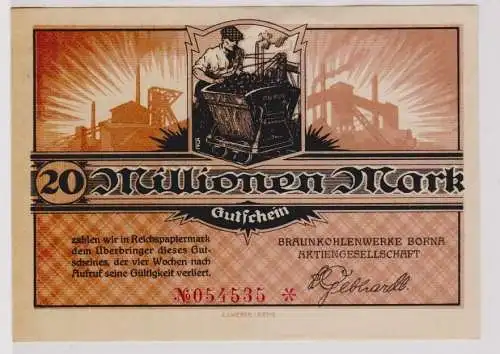 20 Millionen Mark
Gutschein
zahlen wir in Reichspapiermark
dem Überbringer dieses Gut-
scheines, der vier Wochen nach
Aufruf seine Gültigkeit verliert.
BRAUNKOHLENWERKE BORNA
AKTIENGESELLSCHAFT
Gebhardt.
№054535 *